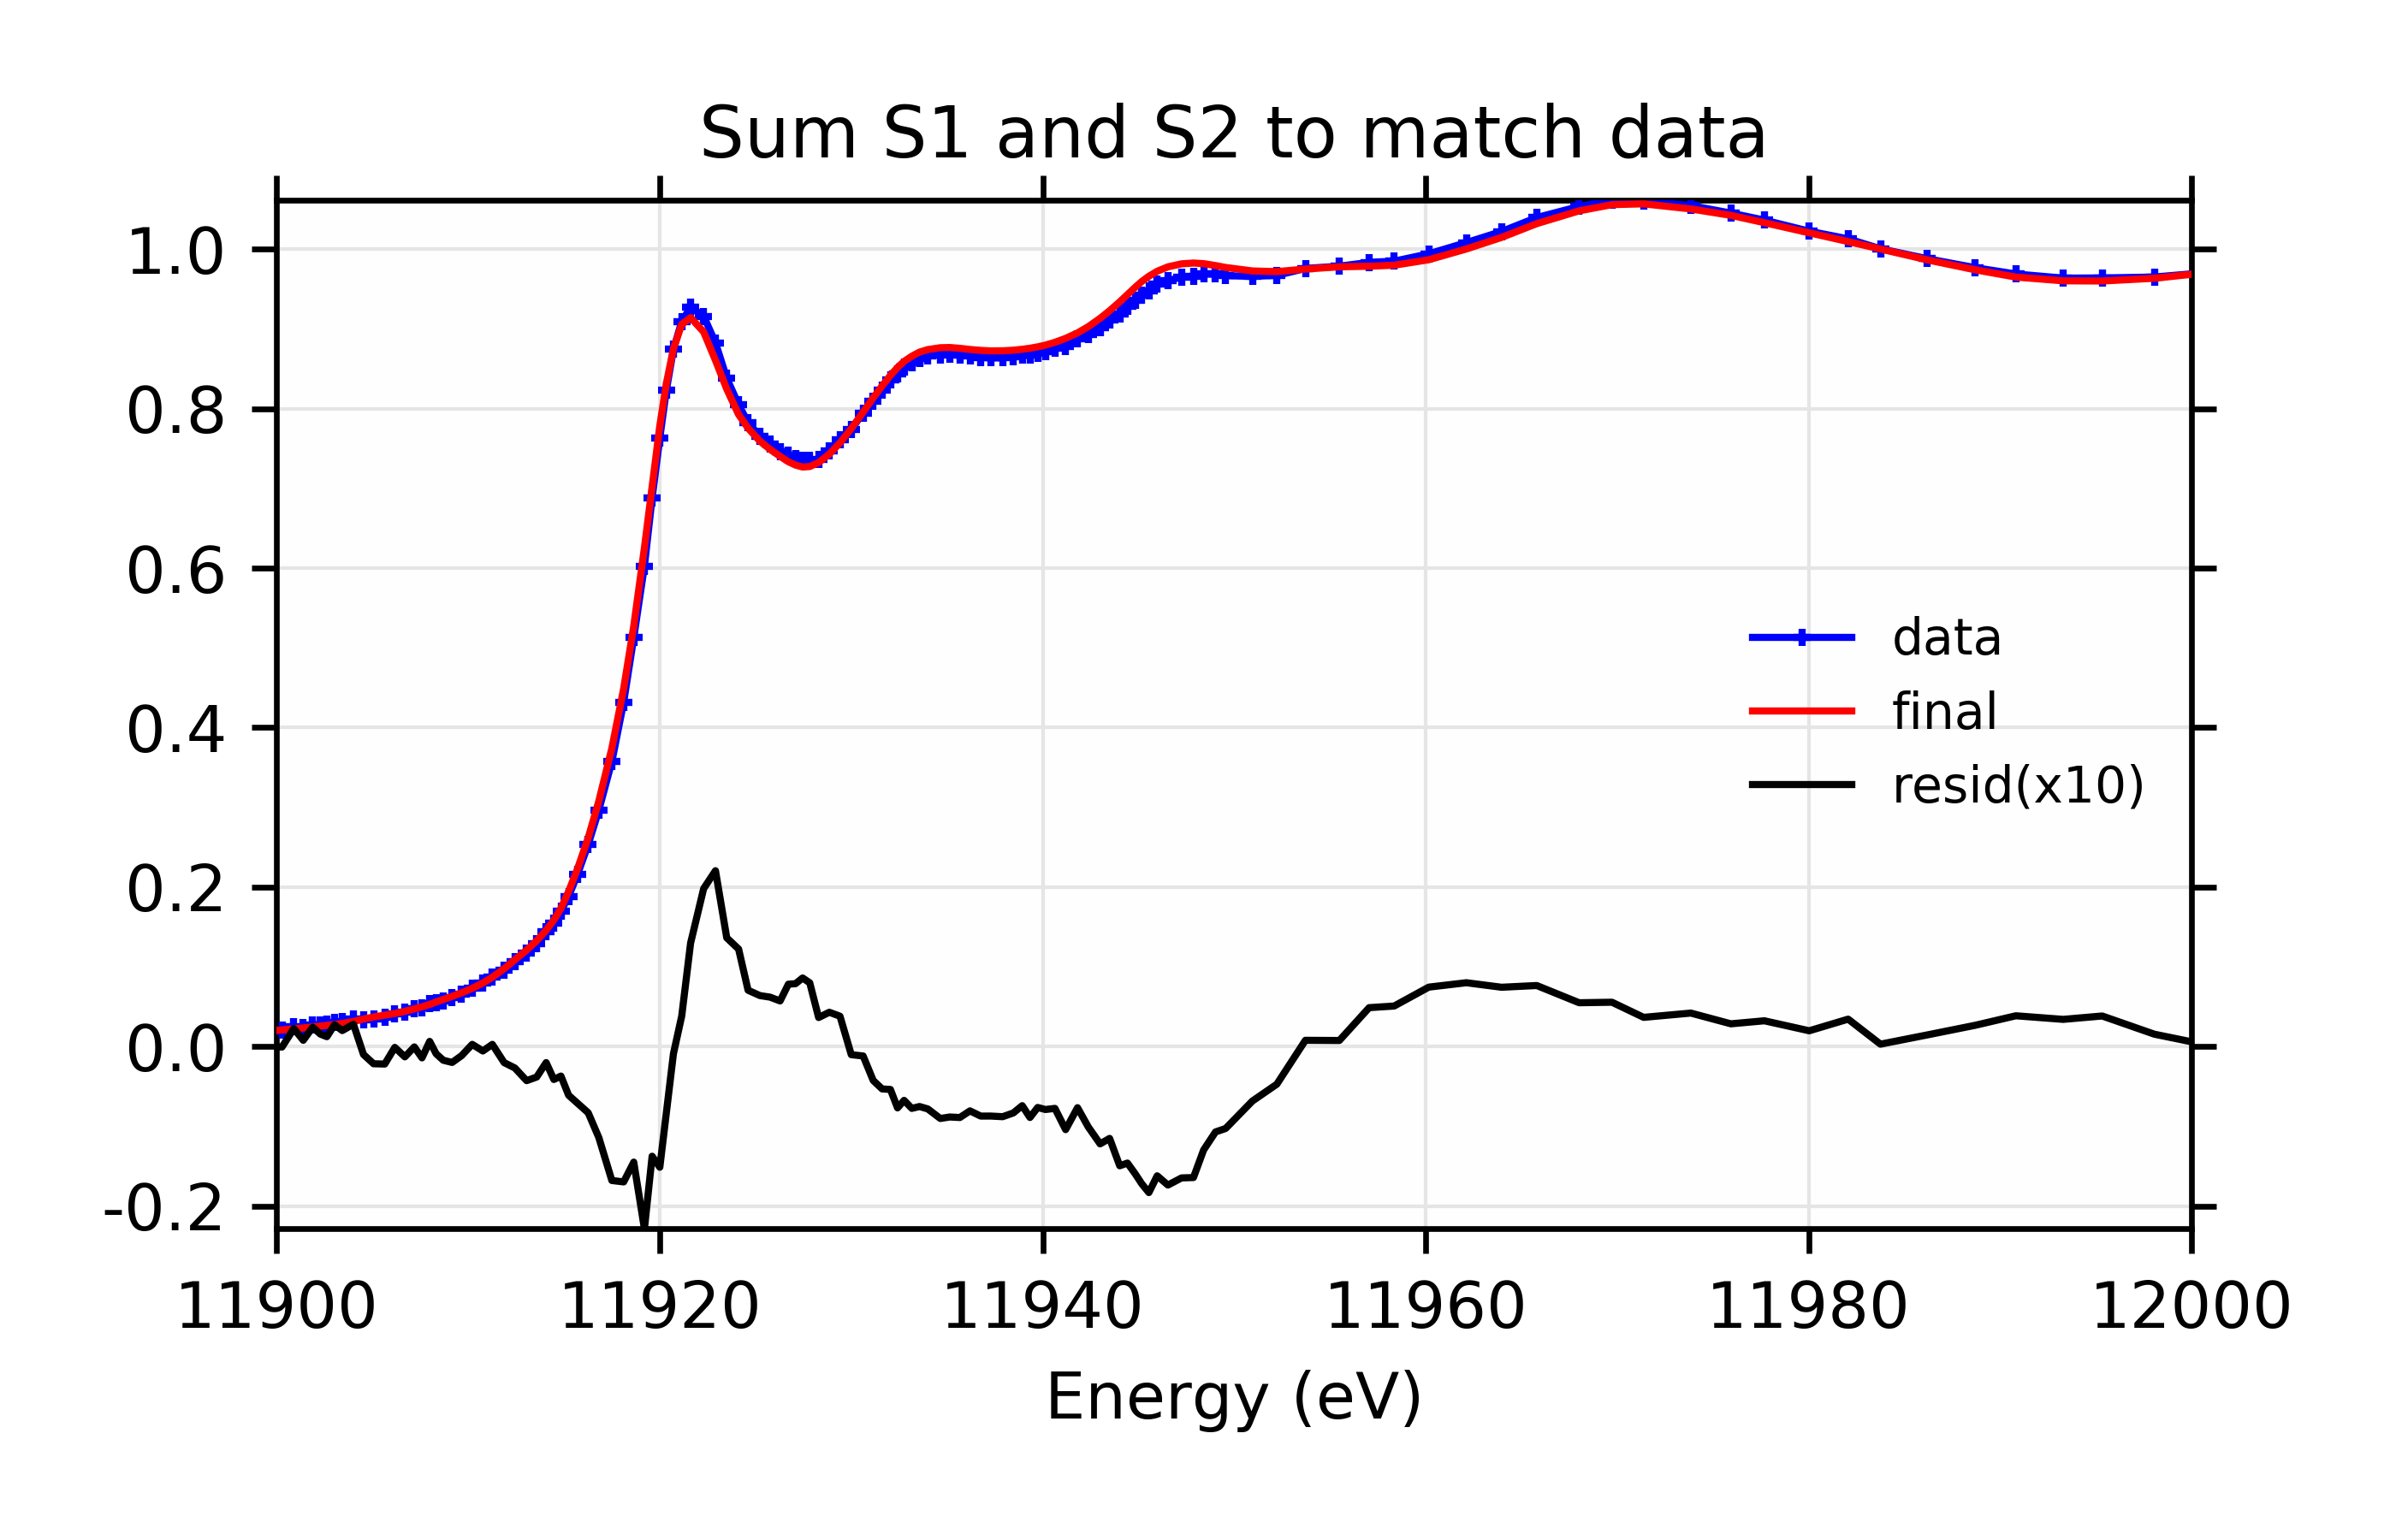 Sum S1 and S2 to match data
1.0
0.8
0.6
0.4
0.2
0.0
-0.2
data
final
resid(x10)
11900 11920 11940 11960 11980 12000
Energy (eV)